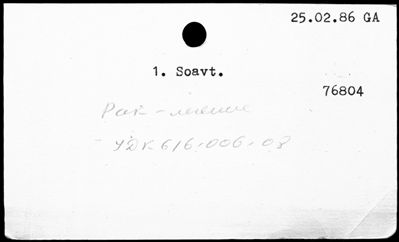 25.02.86 GA
1. Soavt.
76804
Рак - лечение
УДК 616-006-08